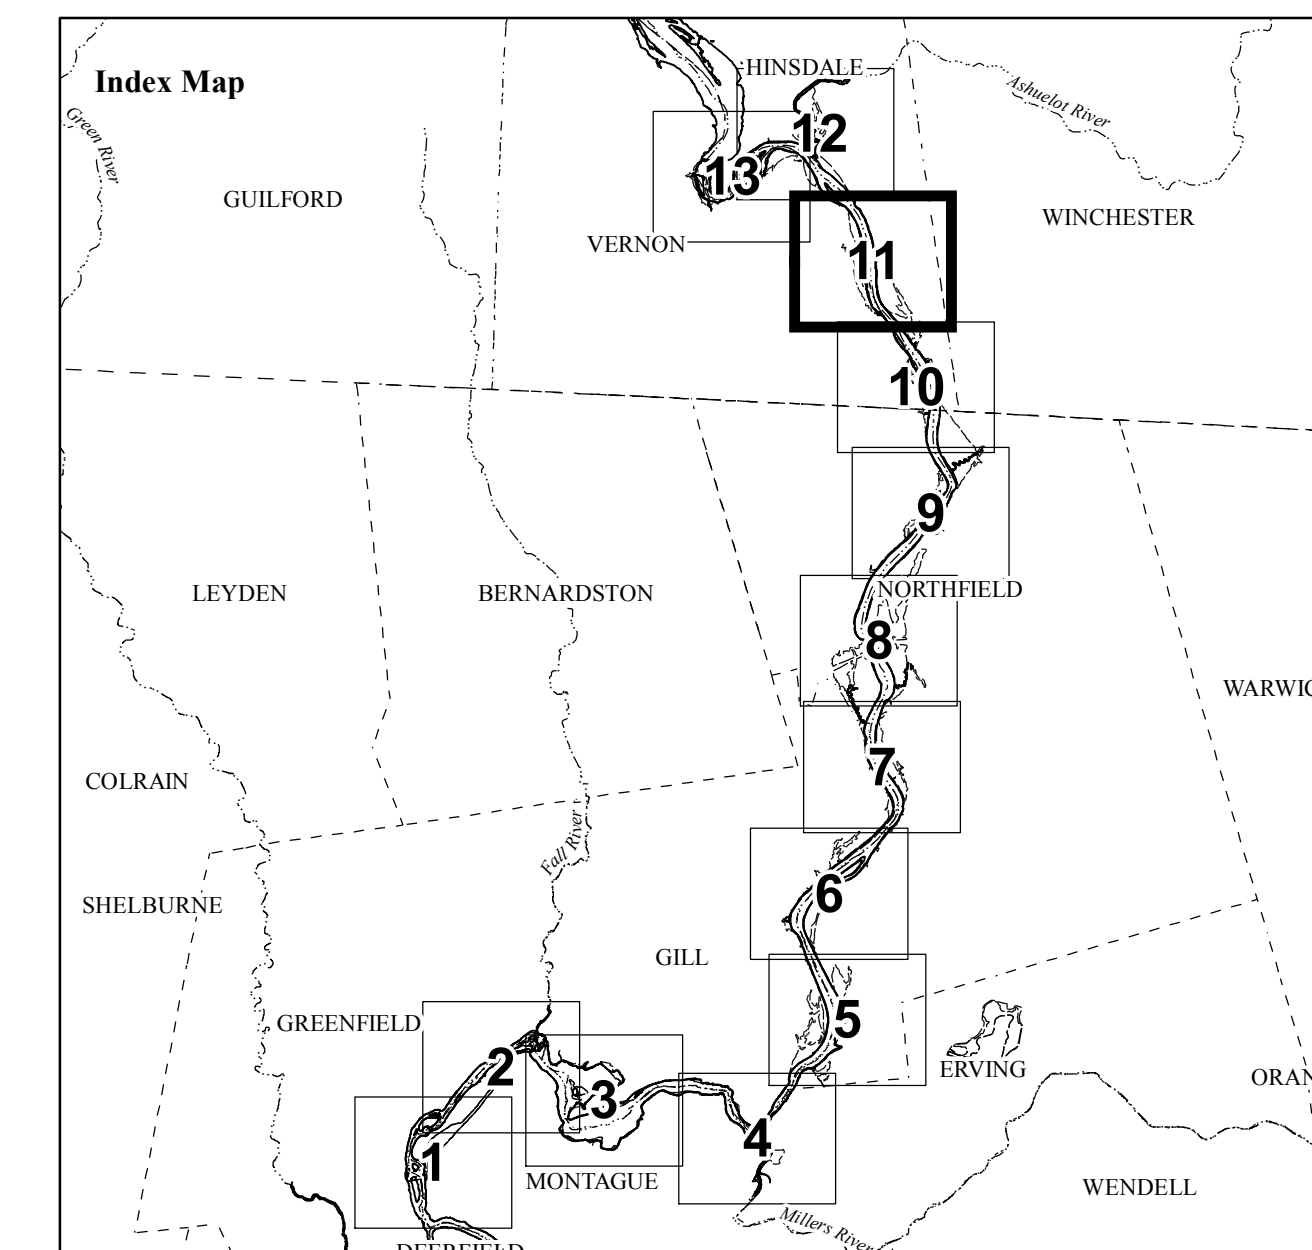 HINSDALE
Index Map
Ashuelot River
Green River
12
13
GUILFORD
WINCHESTER
VERNON
11
10
9
LEYDEN
BERNARDSTON
NORTHFIELD
8
WARWIC
7
COLRAIN
Fall River
6
SHELBURNE
GILL
5
GREENFIELD
2
ERVING
ORAN
3
4
1
MONTAGUE
WENDELL
Millers River
DEERFIELD